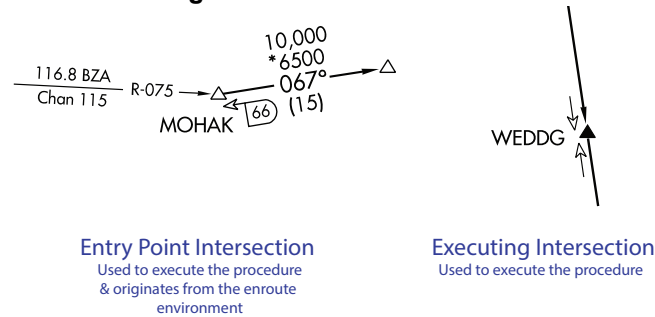 10,000
*6500
067°
(15)
116.8 BZA
Chan 115
R-075
MOHAK
66
WEDDG
Entry Point Intersection
Used to execute the procedure
& originates from the enroute
environment
Executing Intersection
Used to execute the procedure